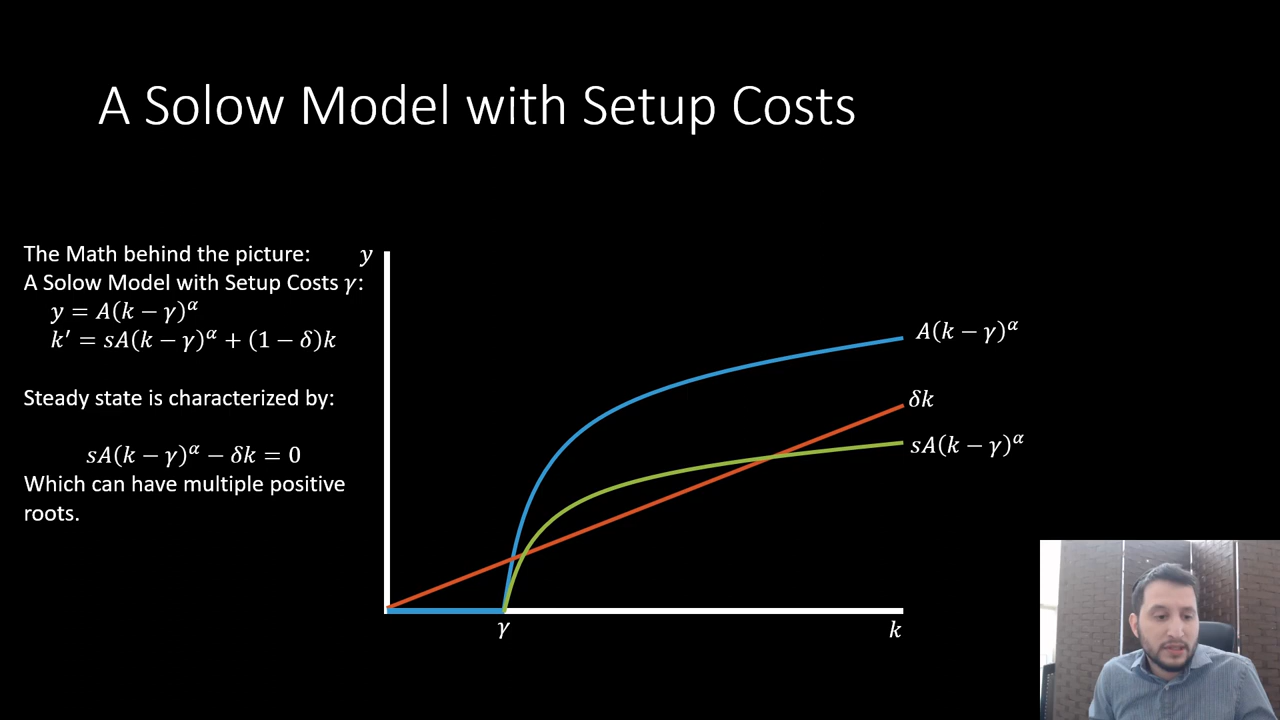 A Solow Model with Setup Costs
The Math behind the picture:
A Solow Model with Setup Costs γ:
y = A(k − γ)^α
k′ = sA(k − γ)^α + (1 − δ)k
Steady state is characterized by:
sA(k − γ)^α − δk = 0
Which can have multiple positive
roots.
y
A(k − γ)^α
δk
sA(k − γ)^α
γ
k